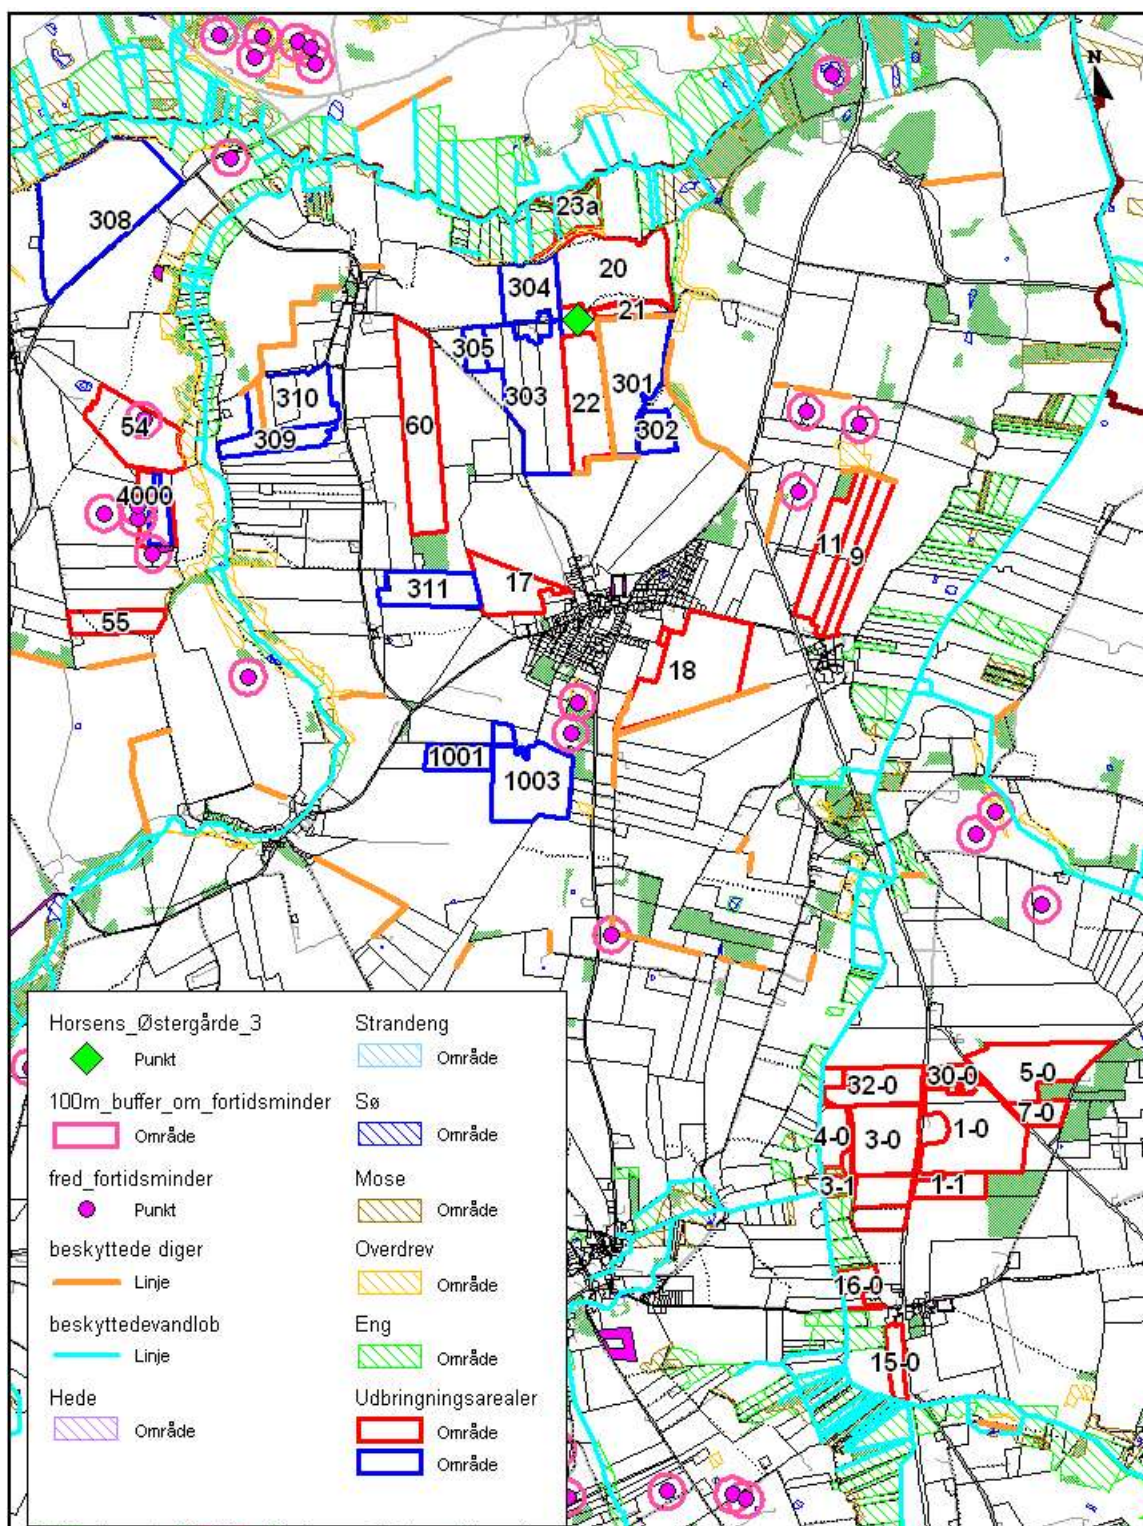 N
308
23a
20
304
21
305
301
310
303
22
54
60
302
309
4000
11
9
311
17
55
18
1001
1003
30-0
5-0
32-0
7-0
4-0
3-0
1-0
3-1
1-1
16-0
15-0
Horsens_Østergårde_3
Punkt
100m_buffer_om_fortidsminder
Område
fred_fortidsminder
Punkt
beskyttede diger
Linje
beskyttedevandlob
Linje
Hede
Område
Strandeng
Område
Sø
Område
Mose
Område
Overdrev
Område
Eng
Område
Udbringningsarealer
Område
Område